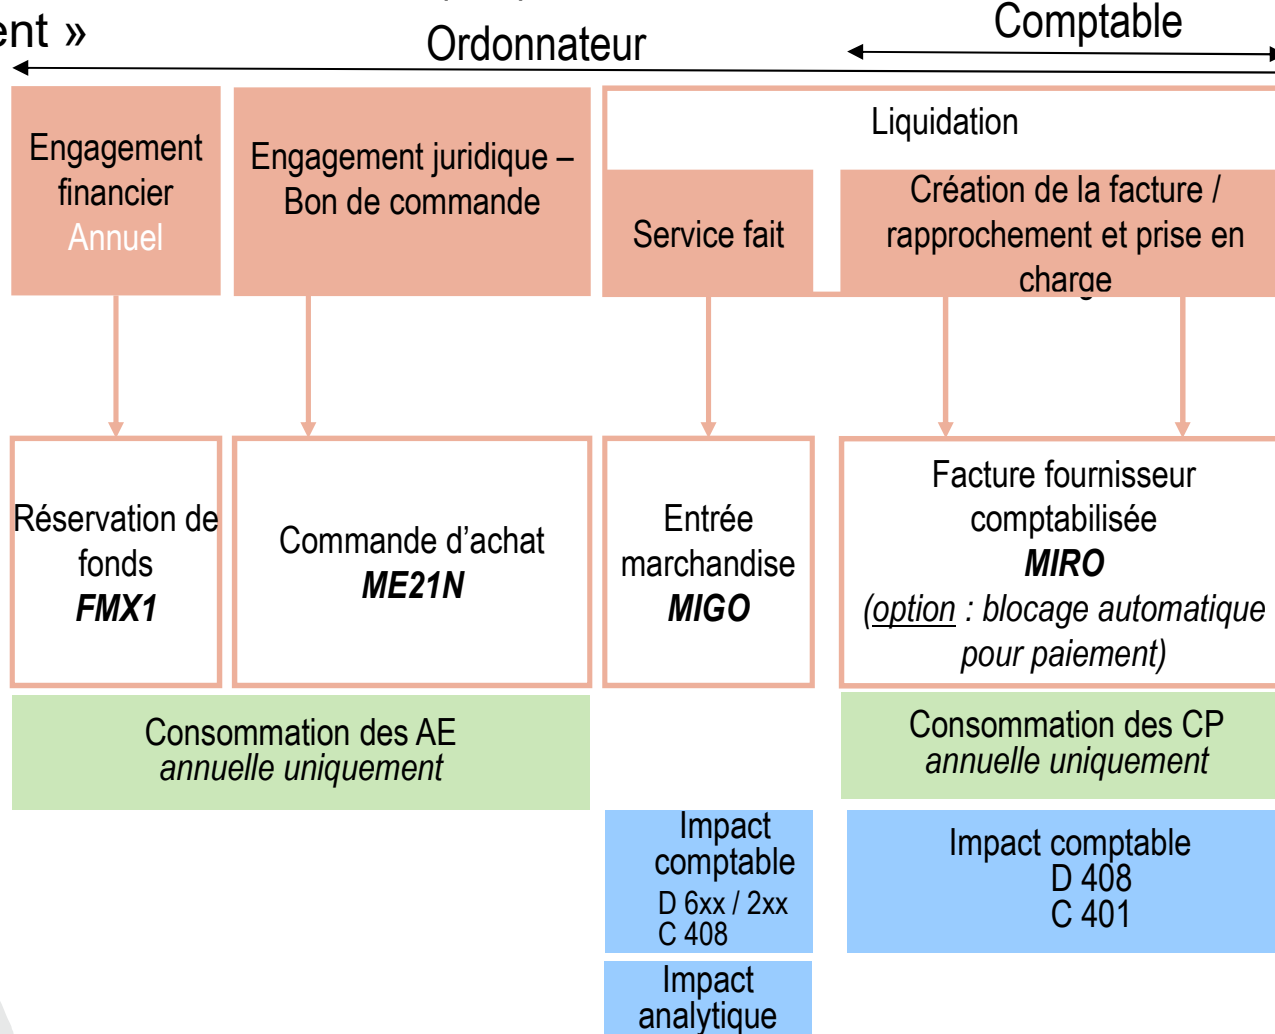 ent »
Ordonnateur
Comptable
Engagement
financier
Annuel
Engagement juridique –
Bon de commande
Liquidation
Service fait
Création de la facture /
rapprochement et prise en
charge
Réservation de
fonds
FMX1
Commande d’achat
ME21N
Entrée
marchandise
MIGO
Facture fournisseur
comptabilisée
MIRO
(option : blocage automatique
pour paiement)
Consommation des AE
annuelle uniquement
Consommation des CP
annuelle uniquement
Impact
comptable
D 6xx / 2xx
C 408
Impact comptable
D 408
C 401
Impact
analytique